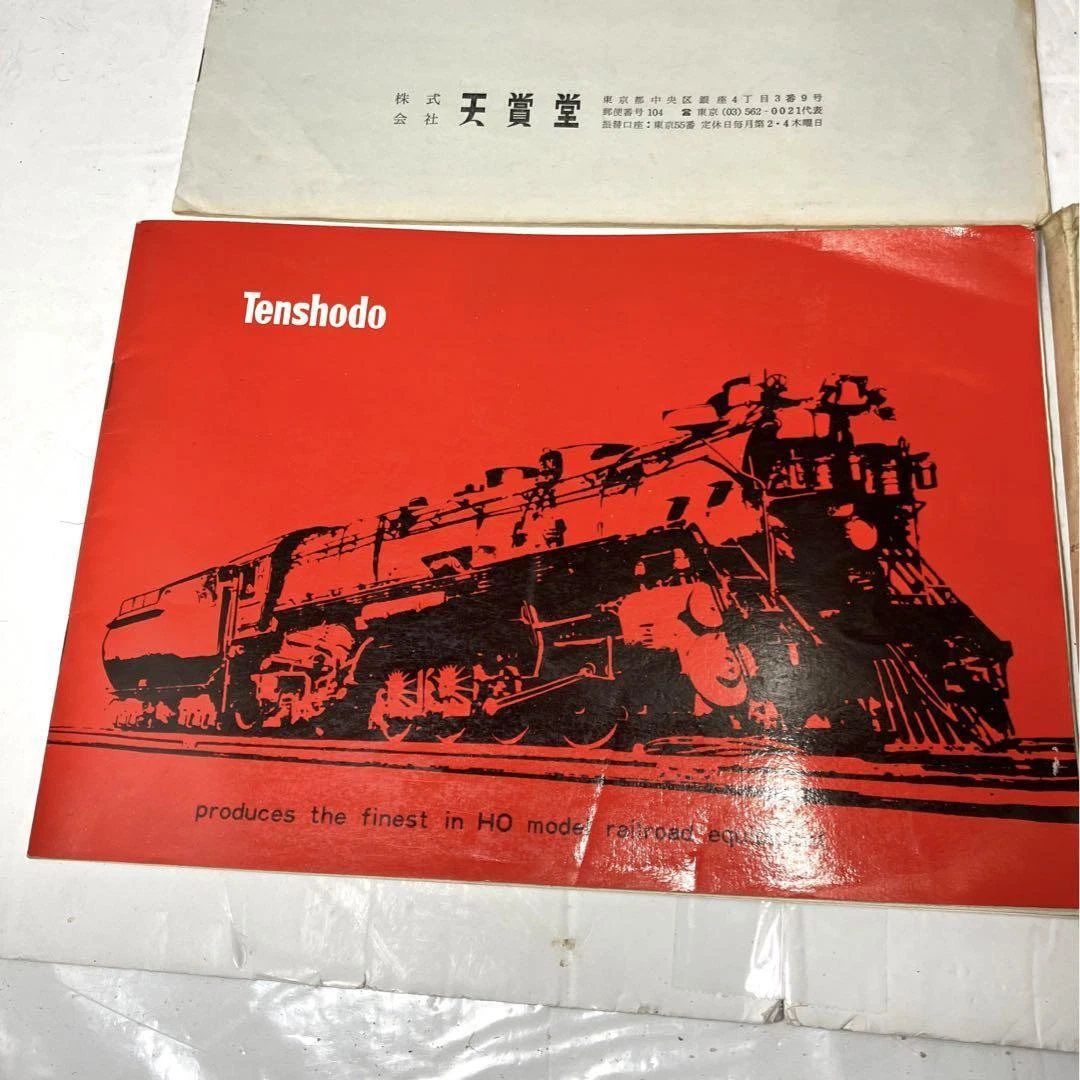 株式会社 天賞堂
東京都中央区銀座4丁目3番9号
郵便番号104 ☎ 東京 (03) 562-0021代表
振替口座:東京55番 定休日毎月第2・4木曜日
Tenshodo
produces the finest in HO model railroad equipment